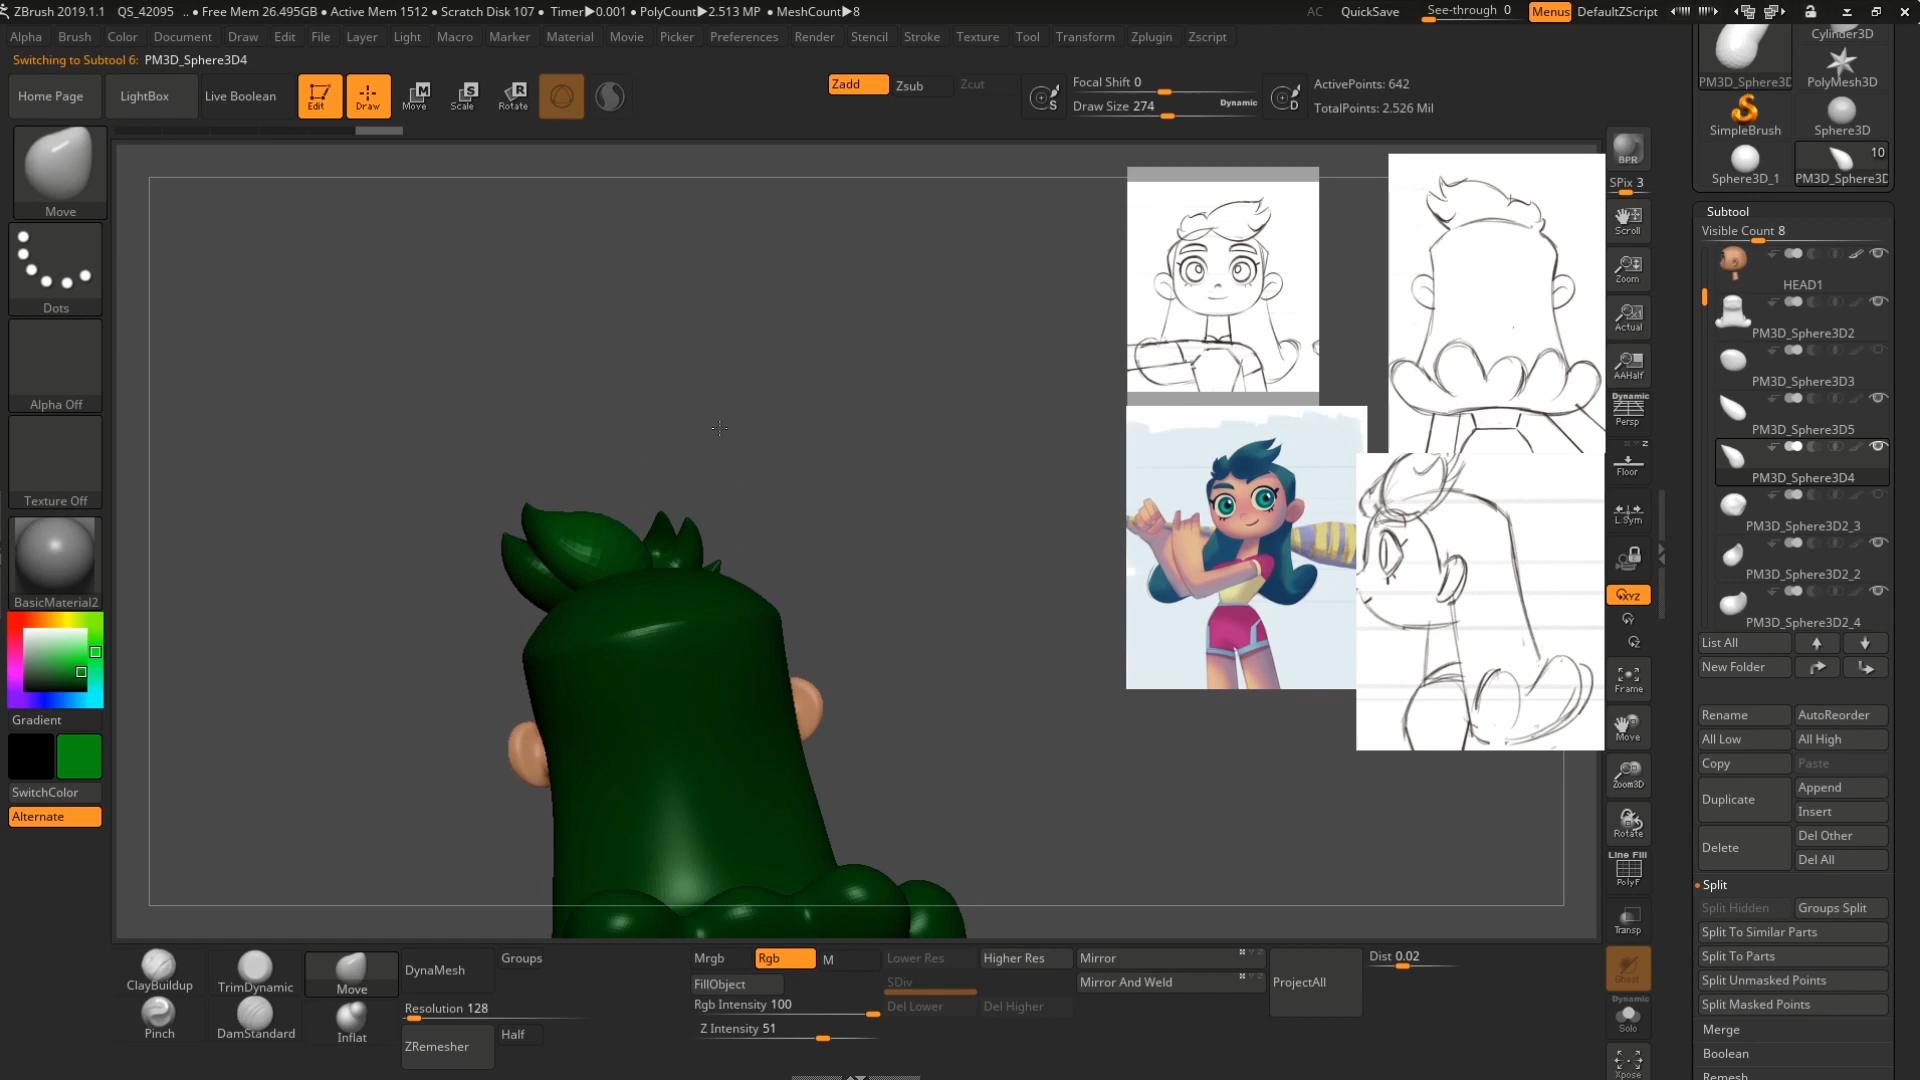 ZBrush 2019.1.1 QS_42095 .. • Free Mem 26.495GB • Active Mem 1512 • Scratch Disk 107 • Timer▶0.001 • PolyCount▶2.513 MP • MeshCount▶8 AC QuickSave See-through 0 Menus DefaultZScript
Alpha Brush Color Document Draw Edit File Layer Light Macro Marker Material Movie Picker Preferences Render Stencil Stroke Texture Tool Transform Zplugin Zscript
Switching to Subtool 6: PM3D_Sphere3D4
Home Page LightBox Live Boolean Edit Draw Move Scale Rotate
Zadd Zsub Zcut
Focal Shift 0
Draw Size 274 Dynamic
ActivePoints: 642
TotalPoints: 2.526 Mil
Move
Dots
Alpha Off
Texture Off
BasicMaterial2
Gradient
SwitchColor
Alternate
BPR
SPix 3
Scroll
Zoom
Actual
AAHalf
Dynamic
Persp
Floor
L.Sym
XYZ
Frame
Move
Zoom3D
Rotate
Line Fill
PolyF
Transp
Ghost
Dynamic
Solo
Xpose
Cylinder3D
PM3D_Sphere3D PolyMesh3D
SimpleBrush Sphere3D
10
Sphere3D_1 PM3D_Sphere3D
Subtool
Visible Count 8
HEAD1
PM3D_Sphere3D2
PM3D_Sphere3D3
PM3D_Sphere3D5
PM3D_Sphere3D4
PM3D_Sphere3D2_3
PM3D_Sphere3D2_2
PM3D_Sphere3D2_4
List All
New Folder
Rename AutoReorder
All Low All High
Copy Paste
Duplicate Append
Insert
Delete Del Other
Del All
Split
Split Hidden Groups Split
Split To Similar Parts
Split To Parts
Split Unmasked Points
Split Masked Points
Merge
Boolean
Remesh
ClayBuildup TrimDynamic Move
Pinch DamStandard Inflat
DynaMesh Groups
Resolution 128
ZRemesher Half
Mrgb Rgb M
FillObject
Rgb Intensity 100
Z Intensity 51
Lower Res Higher Res
SDiv
Del Lower Del Higher
Mirror
Mirror And Weld
ProjectAll
Dist 0.02